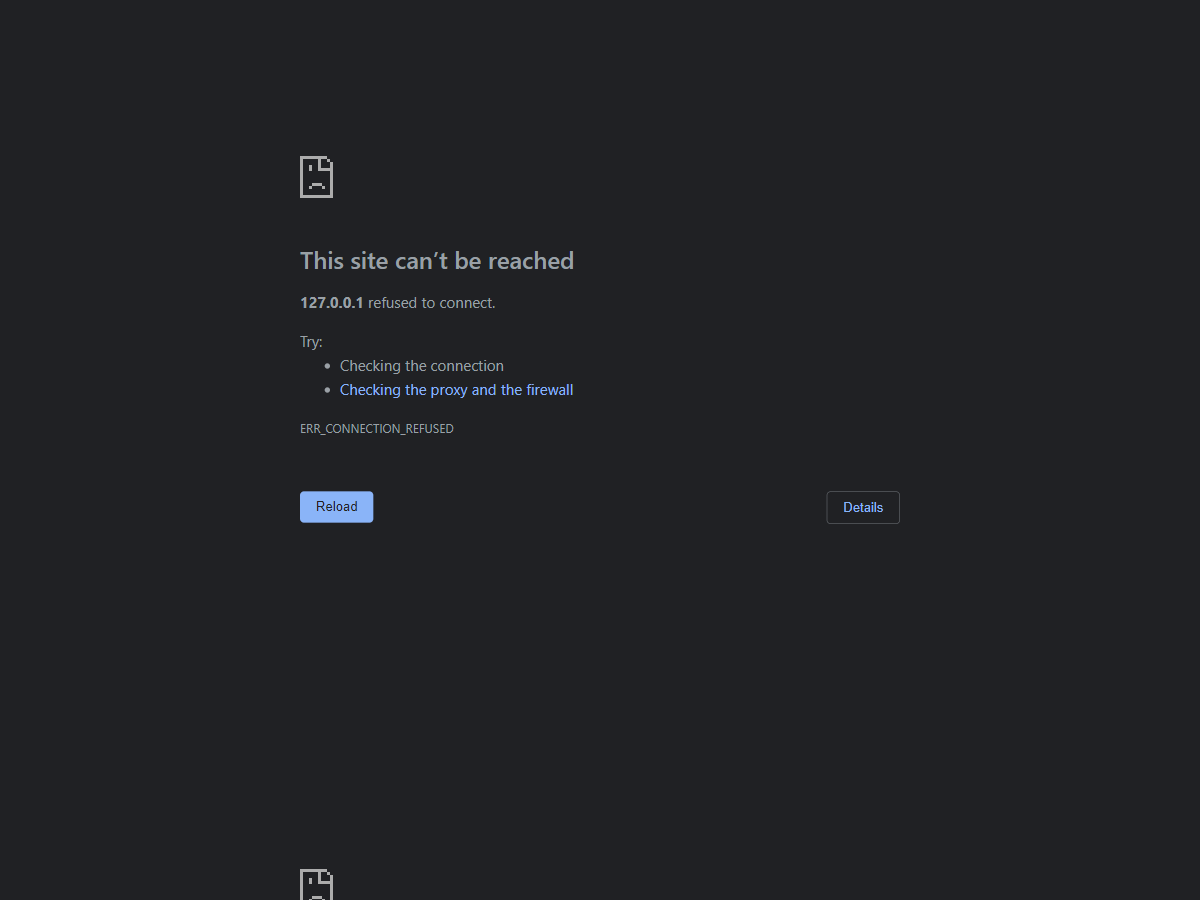 This site can’t be reached
127.0.0.1 refused to connect.
Try:
Checking the connection
Checking the proxy and the firewall
ERR_CONNECTION_REFUSED
Reload
Details